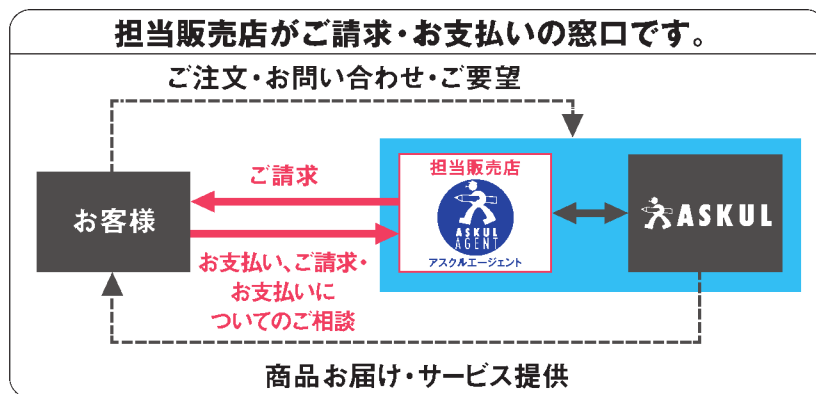 担当販売店がご請求・お支払いの窓口です。
ご注文・お問い合わせ・ご要望
ご請求
担当販売店
お客様
ASKUL
AGENT
ASKUL
アスクルエージェント
お支払い、ご請求・
お支払いに
ついてのご相談
商品お届け・サービス提供